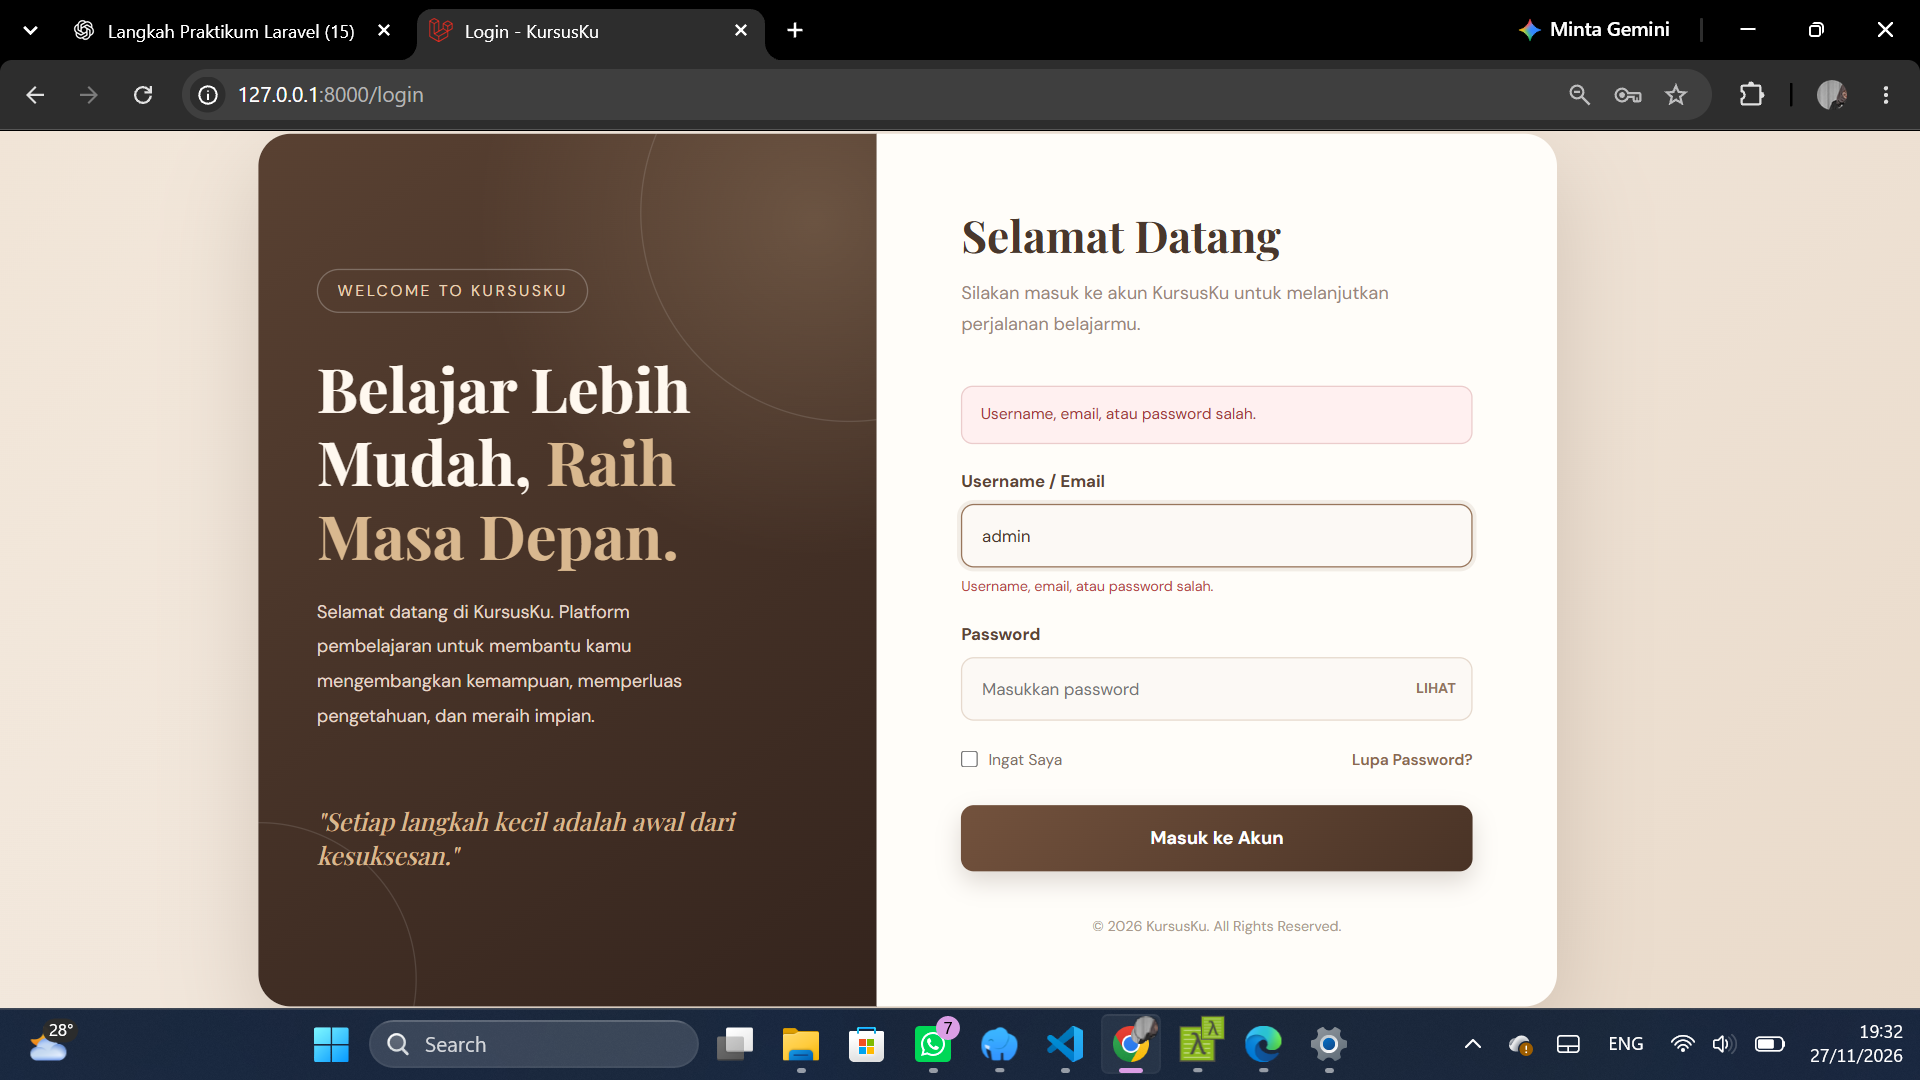 Langkah Praktikum Laravel (15)
Login - KursusKu
Minta Gemini
127.0.0.1:8000/login
WELCOME TO KURSUSKU
Belajar Lebih
Mudah, Raih
Masa Depan.
Selamat datang di KursusKu. Platform
pembelajaran untuk membantu kamu
mengembangkan kemampuan, memperluas
pengetahuan, dan meraih impian.
"Setiap langkah kecil adalah awal dari
kesuksesan."
Selamat Datang
Silakan masuk ke akun KursusKu untuk melanjutkan
perjalanan belajarmu.
Username, email, atau password salah.
Username / Email
admin
Username, email, atau password salah.
Password
Masukkan password
LIHAT
Ingat Saya
Lupa Password?
Masuk ke Akun
© 2026 KursusKu. All Rights Reserved.
28°
Search
7
λ
λ
ENG
19:32
27/11/2026